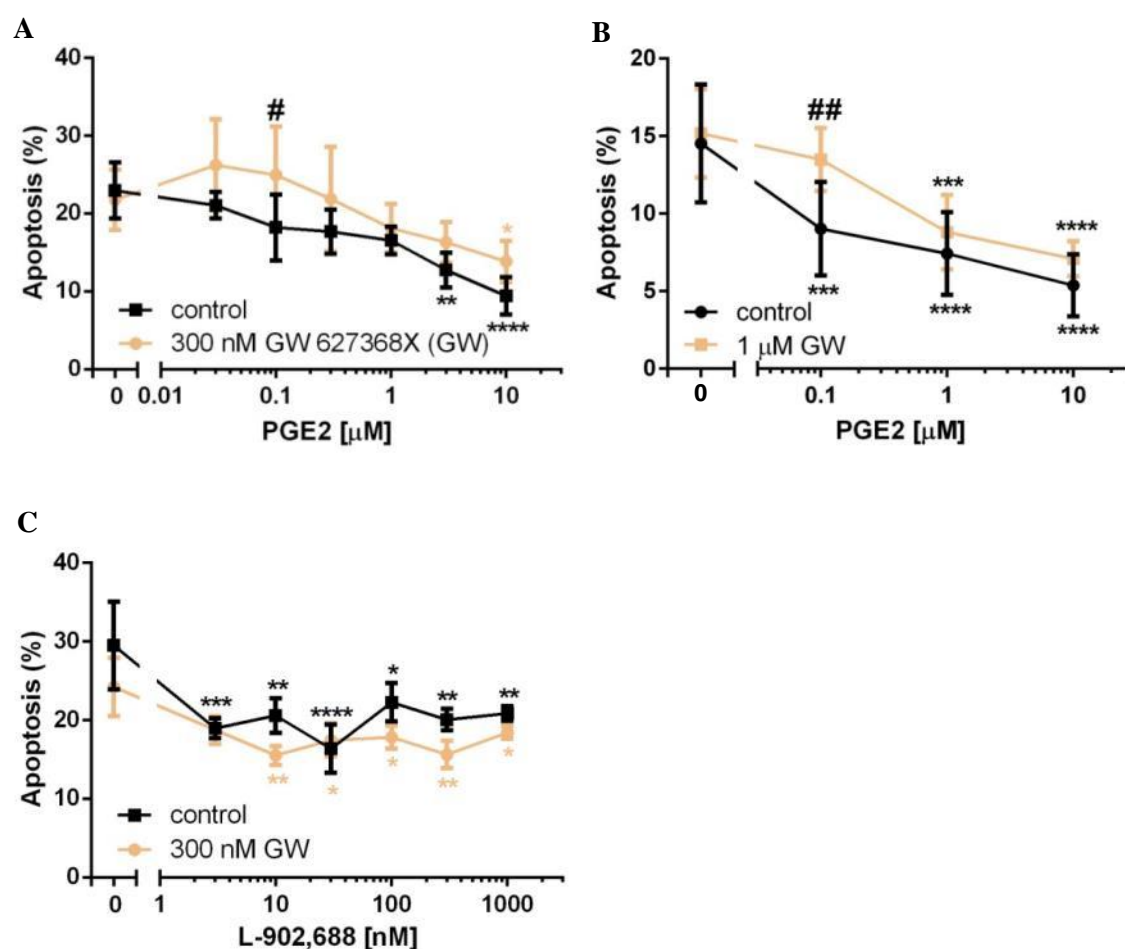 A
40
30
20
10
0
Apoptosis (%)
#
*
**
****
control
300 nM GW 627368X (GW)
0 0.01 0.1 1 10
PGE2 [μM]
B
20
15
10
5
0
Apoptosis (%)
##
***
****
***
****
****
control
1 μM GW
0 0.1 1 10
PGE2 [μM]
C
40
30
20
10
0
Apoptosis (%)
*** ** **** * ** **
** * * ** *
control
300 nM GW
0 1 10 100 1000
L-902,688 [nM]